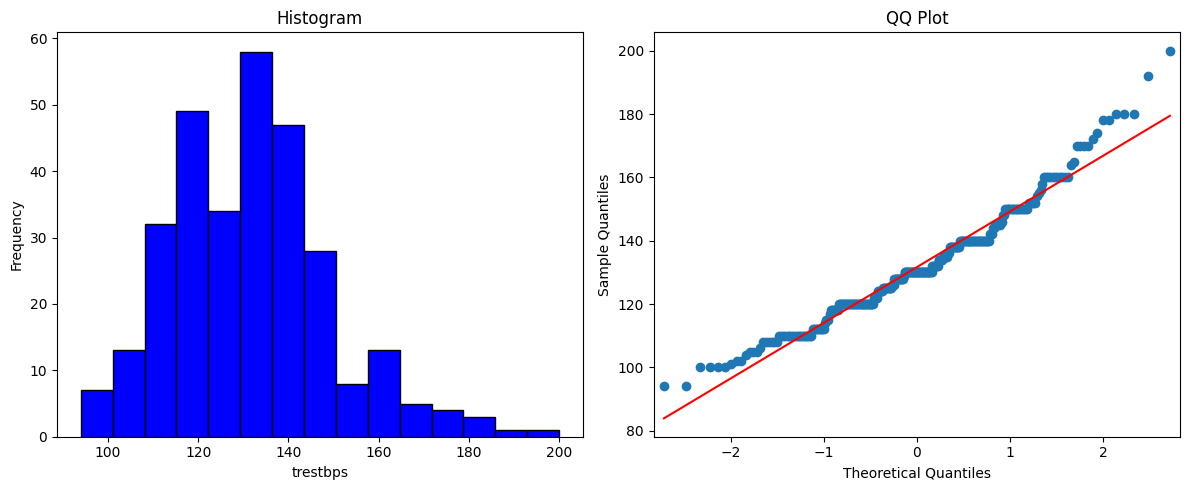 Histogram
60
50
40
30
20
10
0
Frequency
100 120 140 160 180 200
trestbps
QQ Plot
200
180
160
140
120
100
80
Sample Quantiles
−2 −1 0 1 2
Theoretical Quantiles